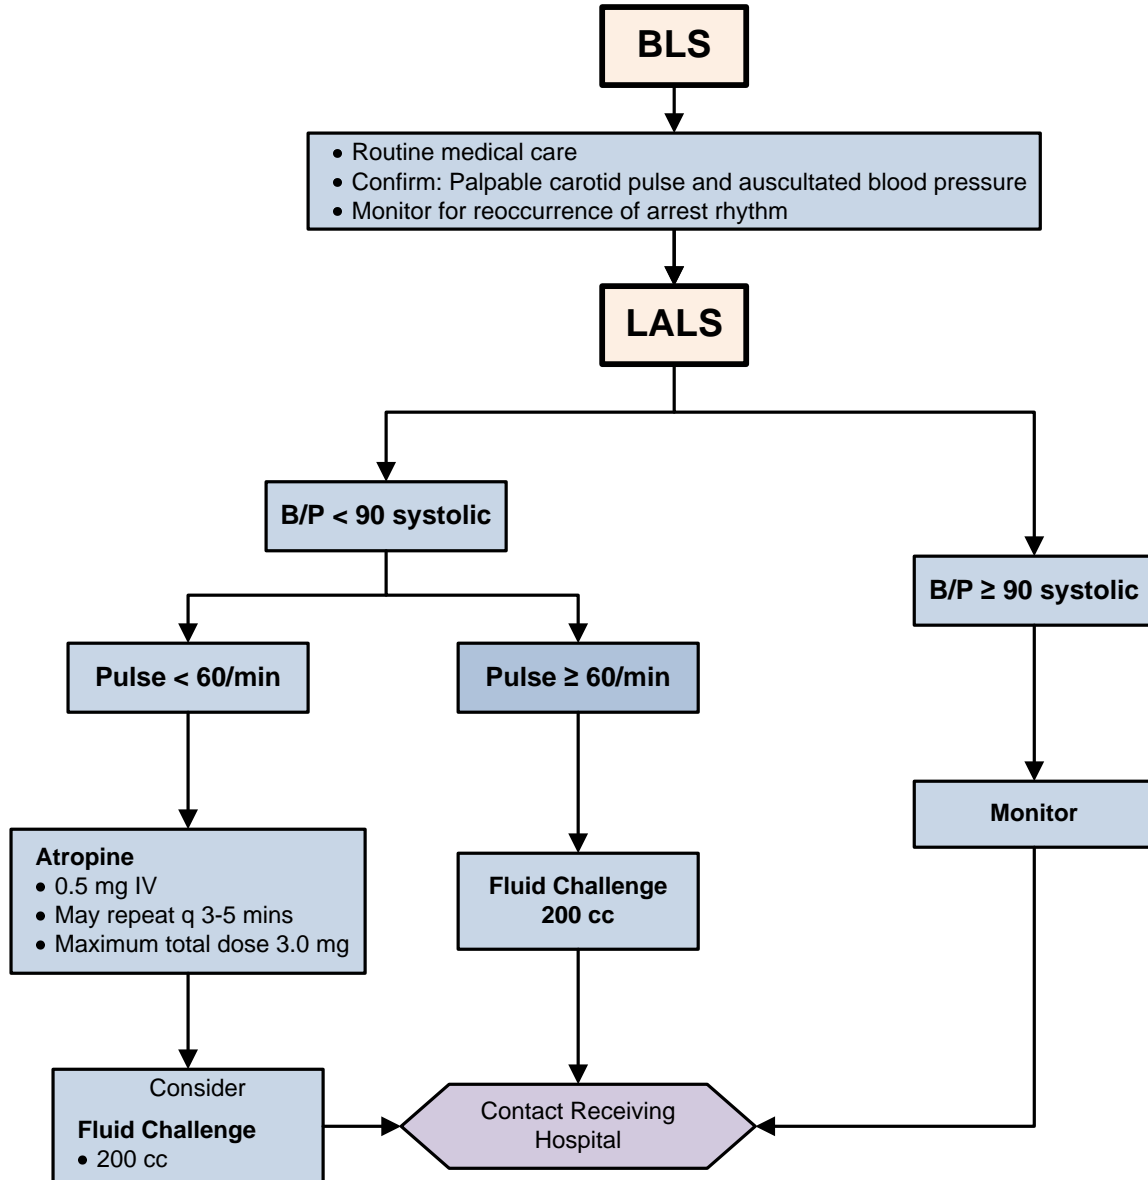 BLS
• Routine medical care
• Confirm: Palpable carotid pulse and auscultated blood pressure
• Monitor for reoccurrence of arrest rhythm
LALS
B/P < 90 systolic
B/P ≥ 90 systolic
Pulse < 60/min
Pulse ≥ 60/min
Monitor
Atropine
• 0.5 mg IV
• May repeat q 3-5 mins
• Maximum total dose 3.0 mg
Fluid Challenge
200 cc
Consider
Fluid Challenge
• 200 cc
Contact Receiving
Hospital